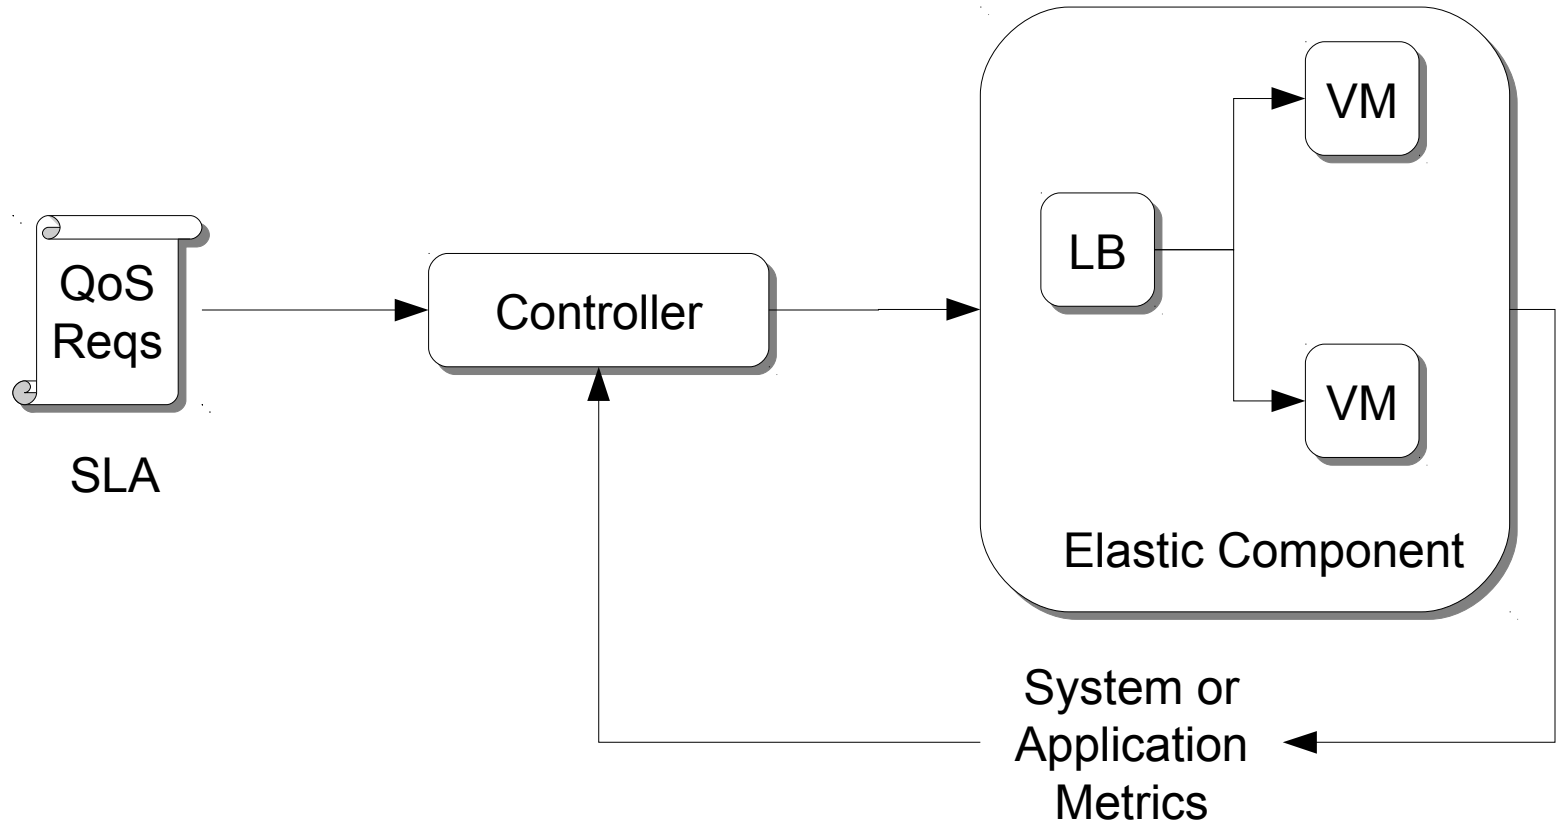 QoS
Reqs
SLA
Controller
LB
VM
VM
Elastic Component
System or
Application
Metrics